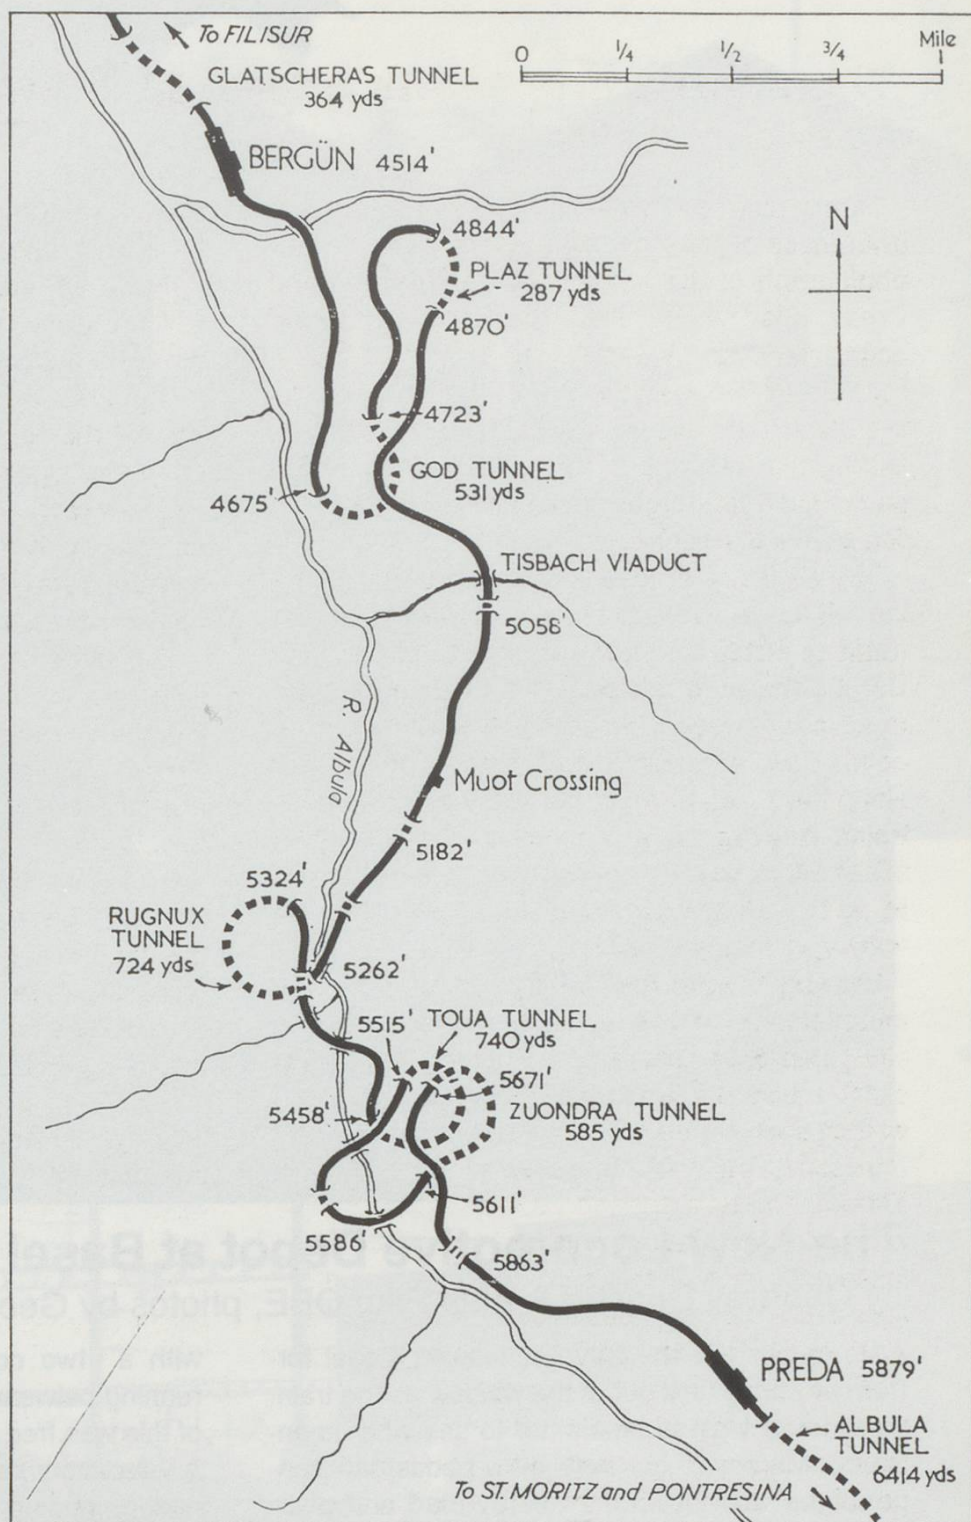 To FILISUR
0 1/4 1/2 3/4 Mile
GLATSCHERAS TUNNEL
364 yds
BERGÜN 4514'
N
4844'
PLAZ TUNNEL
287 yds
4870'
4723'
GOD TUNNEL
531 yds
4675'
TISBACH VIADUCT
5058'
R. Albula
Muot Crossing
5182'
5324'
RUGNUX
TUNNEL
724 yds
5262'
5515'
TOUA TUNNEL
740 yds
5671'
5458'
ZUONDRA TUNNEL
585 yds
5611'
5586'
5863'
PREDA 5879'
ALBULA
TUNNEL
6414 yds
To ST. MORITZ and PONTRESINA